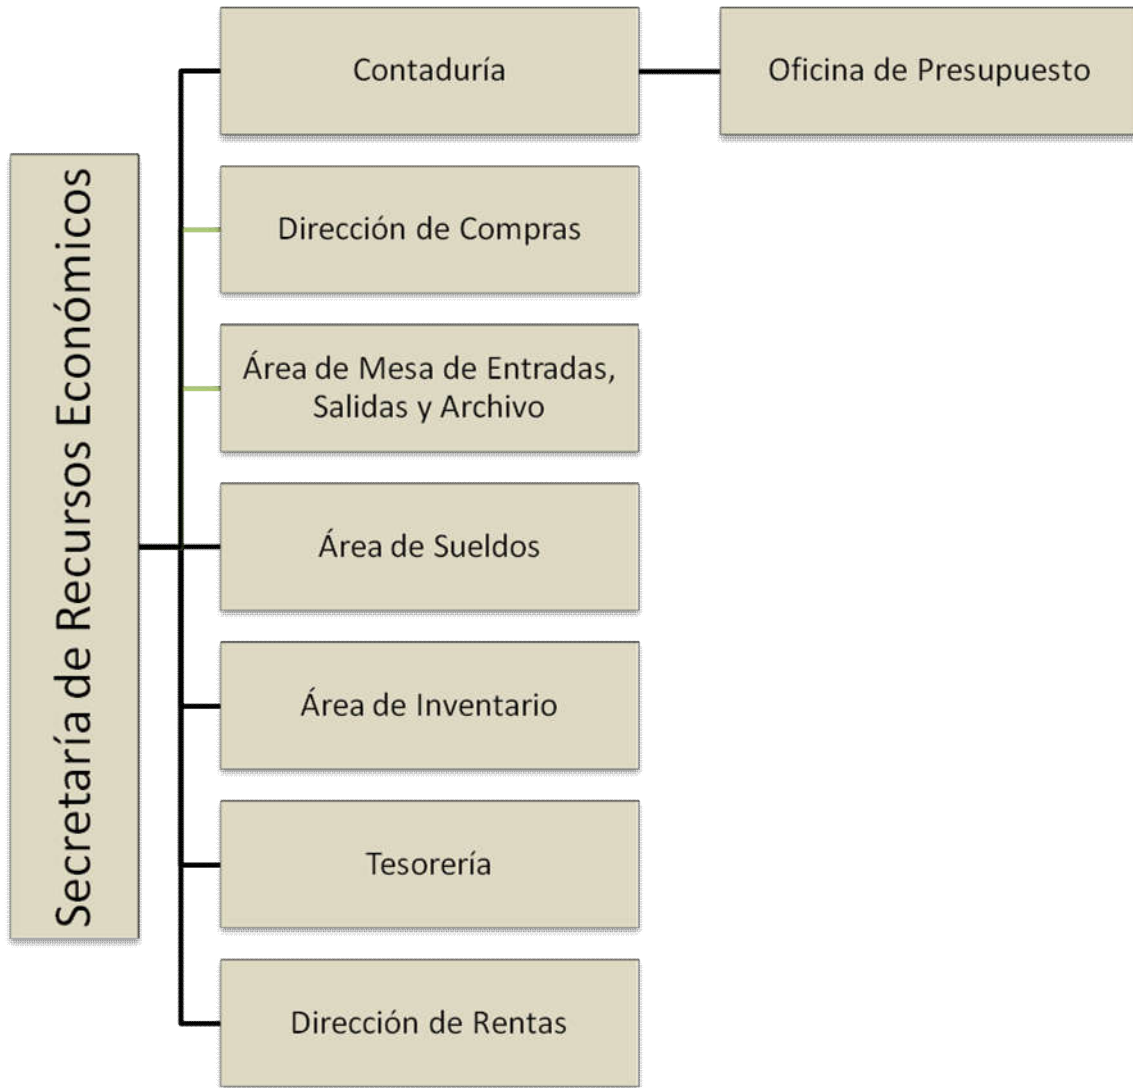 Secretaría de Recursos Económicos
Contaduría
Oficina de Presupuesto
Dirección de Compras
Área de Mesa de Entradas,
Salidas y Archivo
Área de Sueldos
Área de Inventario
Tesorería
Dirección de Rentas